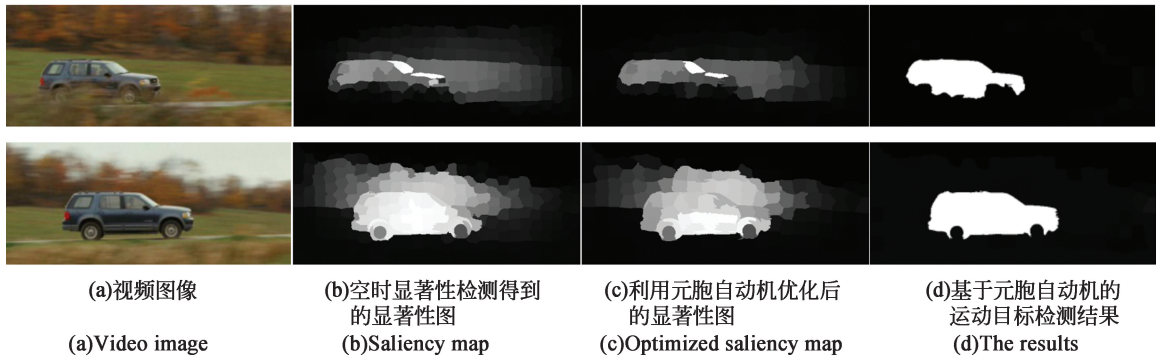 (a)视频图像
(b)空时显著性检测得到
的显著性图
(c)利用元胞自动机优化后
的显著性图
(d)基于元胞自动机的
运动目标检测结果
(a)Video image
(b)Saliency map
(c)Optimized saliency map
(d)The results